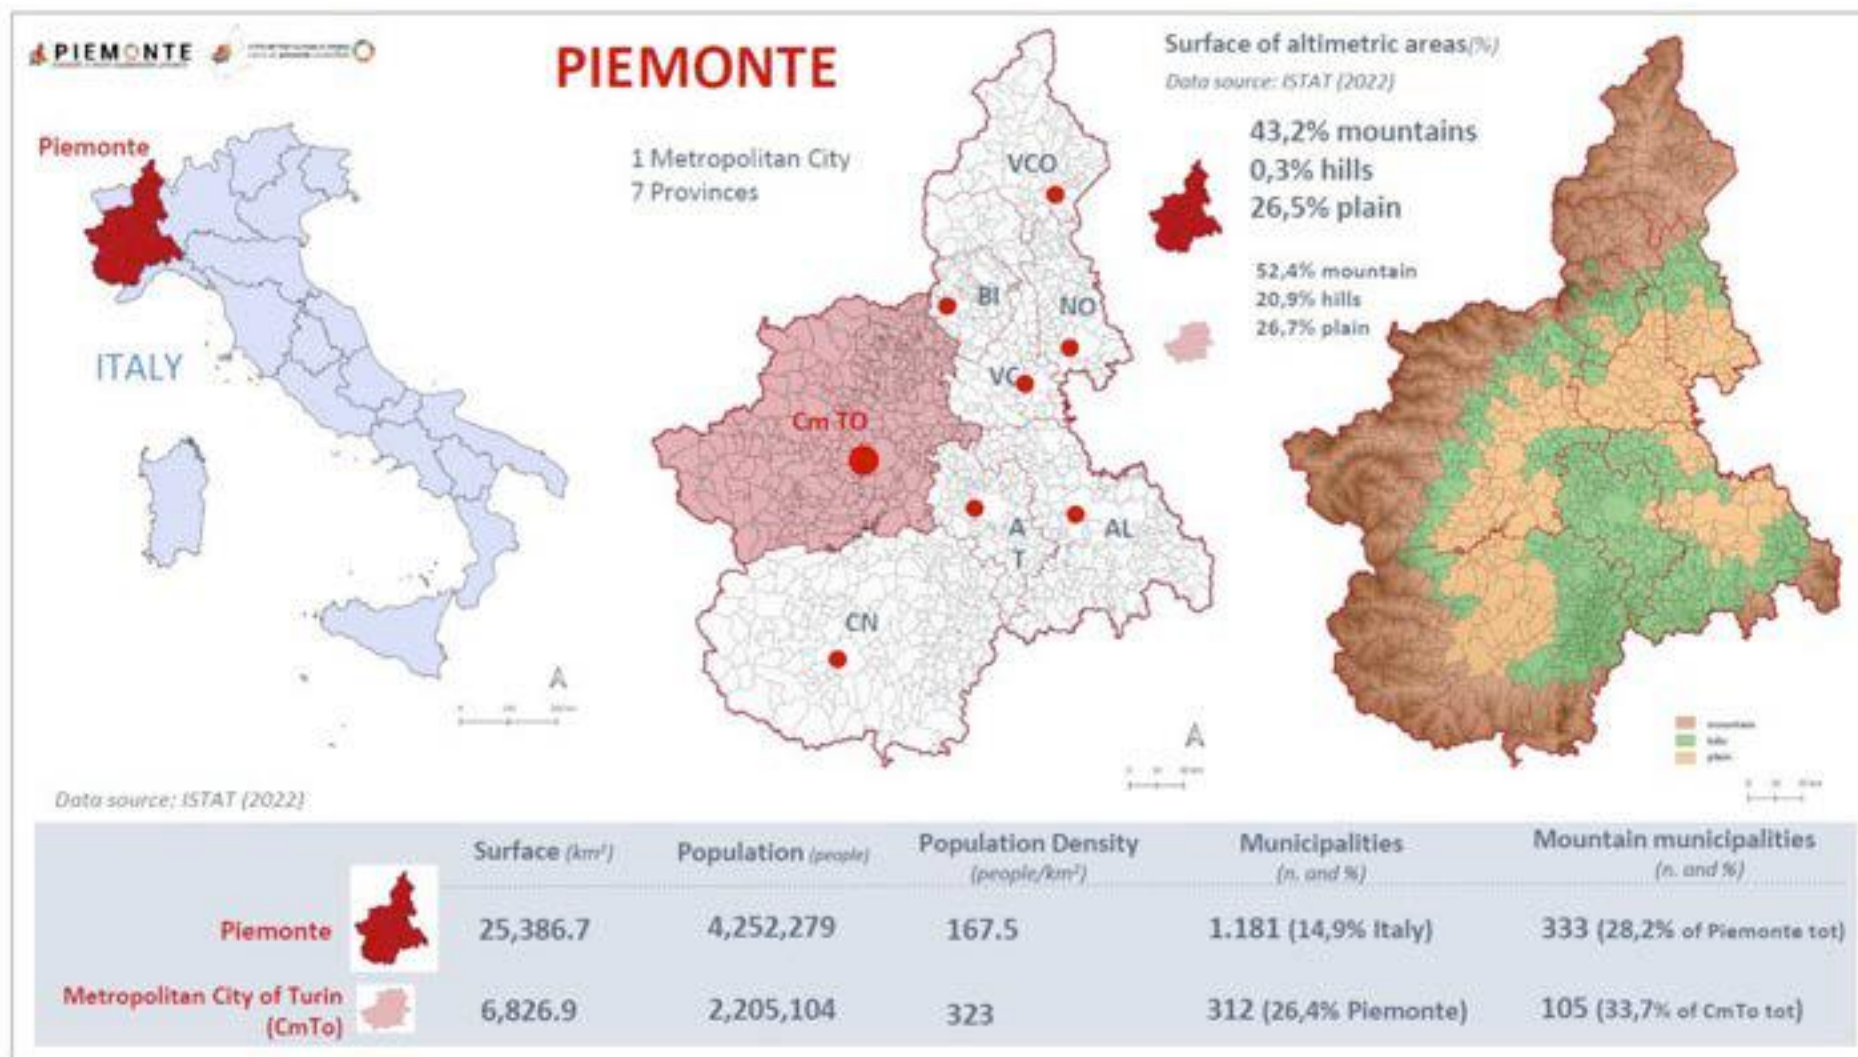 PIEMONTE
PIEMONTE
Piemonte
ITALY
1 Metropolitan City
7 Provinces
VCO
BI
NO
VC
Cm TO
A
T
AL
CN
Surface of altimetric areas(%)
Data source: ISTAT (2022)
43,2% mountains
0,3% hills
26,5% plain
52,4% mountain
20,9% hills
26,7% plain
mountain
hills
plain
Data source: ISTAT (2022)
Surface (km²) Population (people) Population Density (people/km²) Municipalities (n. and %) Mountain municipalities (n. and %)
Piemonte 25,386.7 4,252,279 167.5 1.181 (14,9% Italy) 333 (28,2% of Piemonte tot)
Metropolitan City of Turin (CmTo) 6,826.9 2,205,104 323 312 (26,4% Piemonte) 105 (33,7% of CmTo tot)